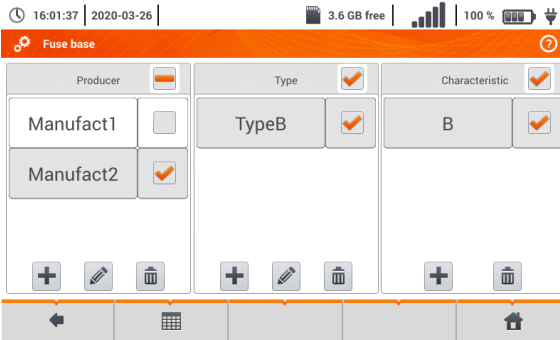 16:01:37 2020-03-26 3.6 GB free 100 %
Fuse base ?
Producer Type Characteristic
Manufact1 TypeB B
Manufact2